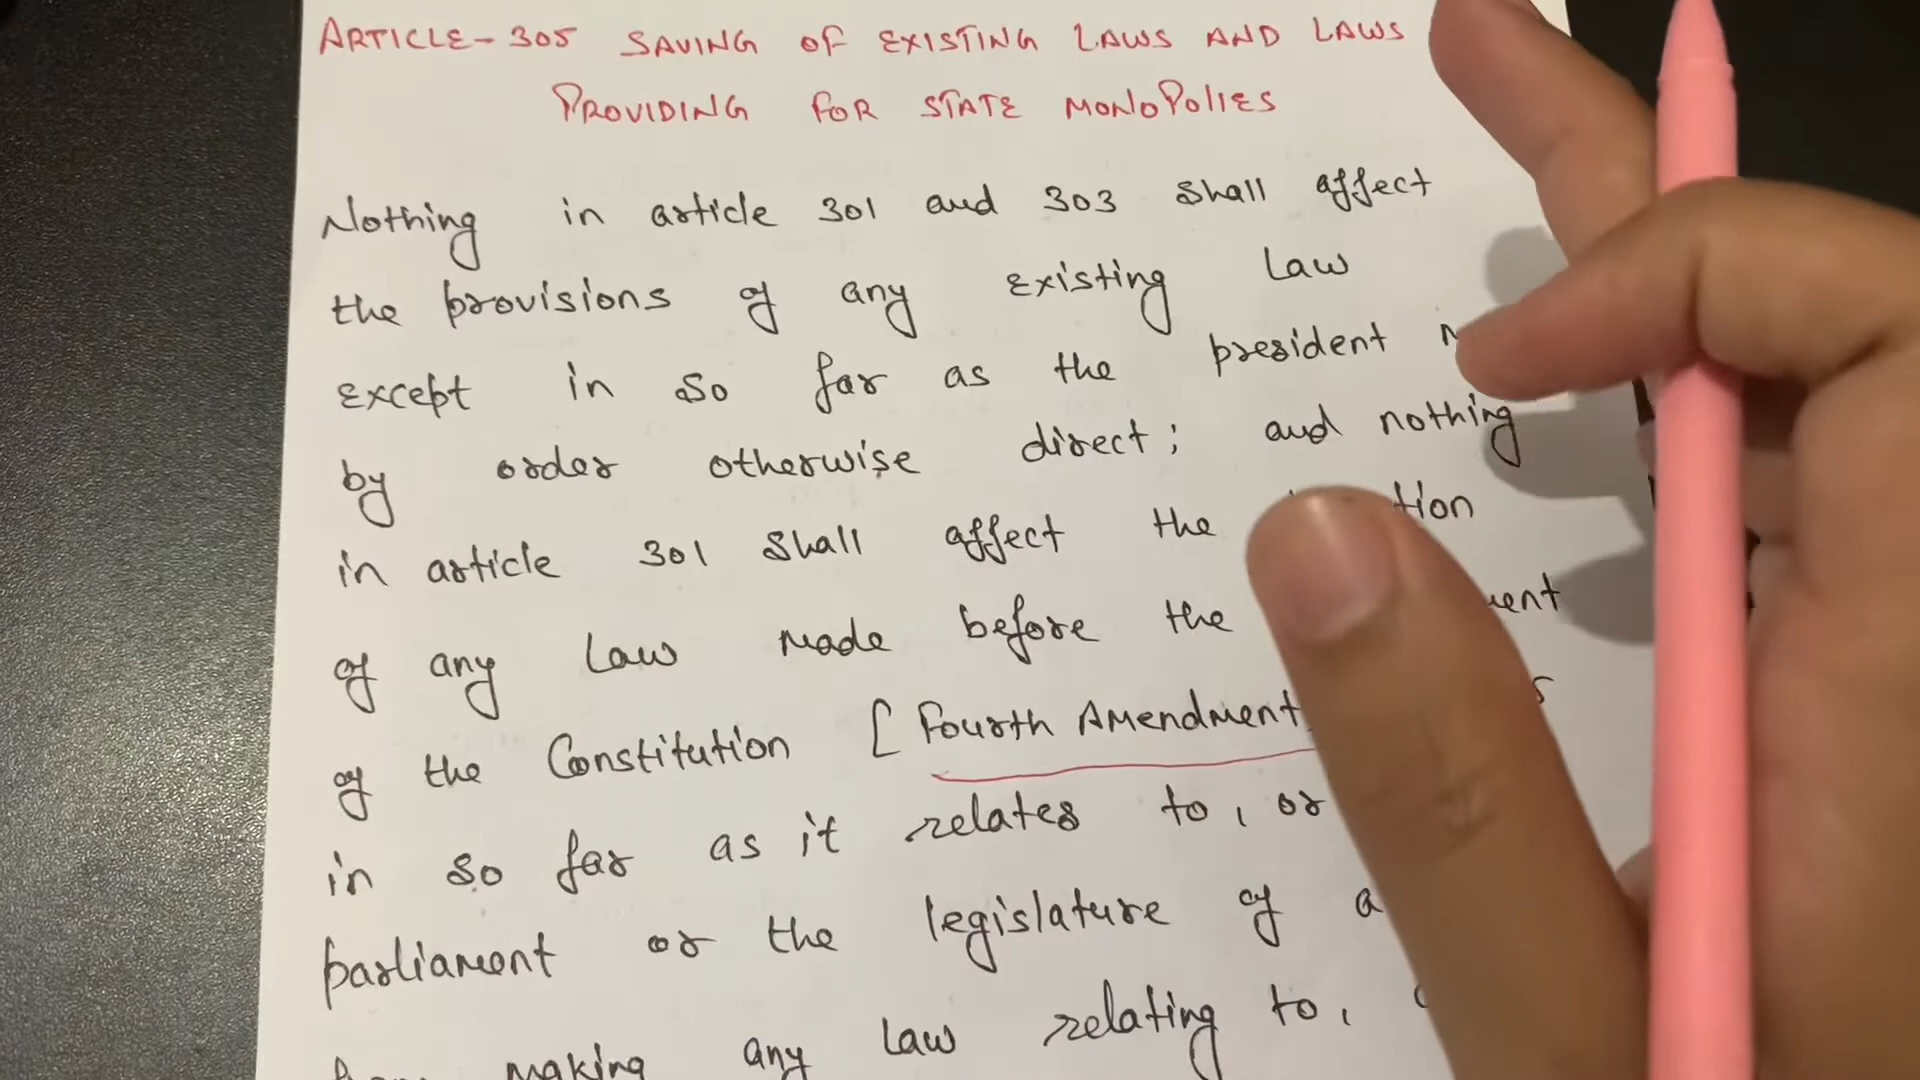 ARTICLE-305 SAVING OF EXISTING LAWS AND LAWS
PROVIDING FOR STATE MONOPOLIES
Nothing in article 301 and 303 shall affect
the provisions of any existing law
except in so far as the president
by order otherwise direct; and nothing
in article 301 shall affect the
of any law made before the
of the Constitution [Fourth Amendment
in so far as it relates to, or
parliament or the legislature of a
making any law relating to,